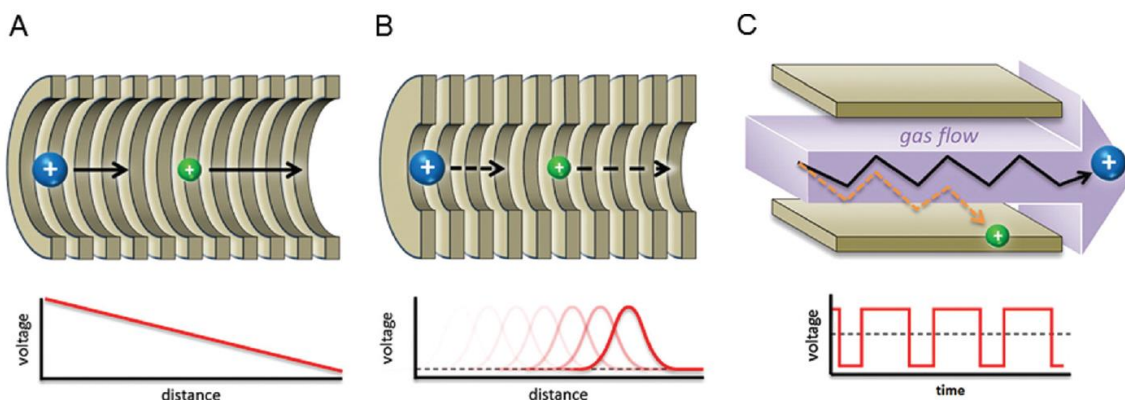 A
B
C
+
+
+
+
gas flow
+
+
voltage
distance
voltage
distance
voltage
time